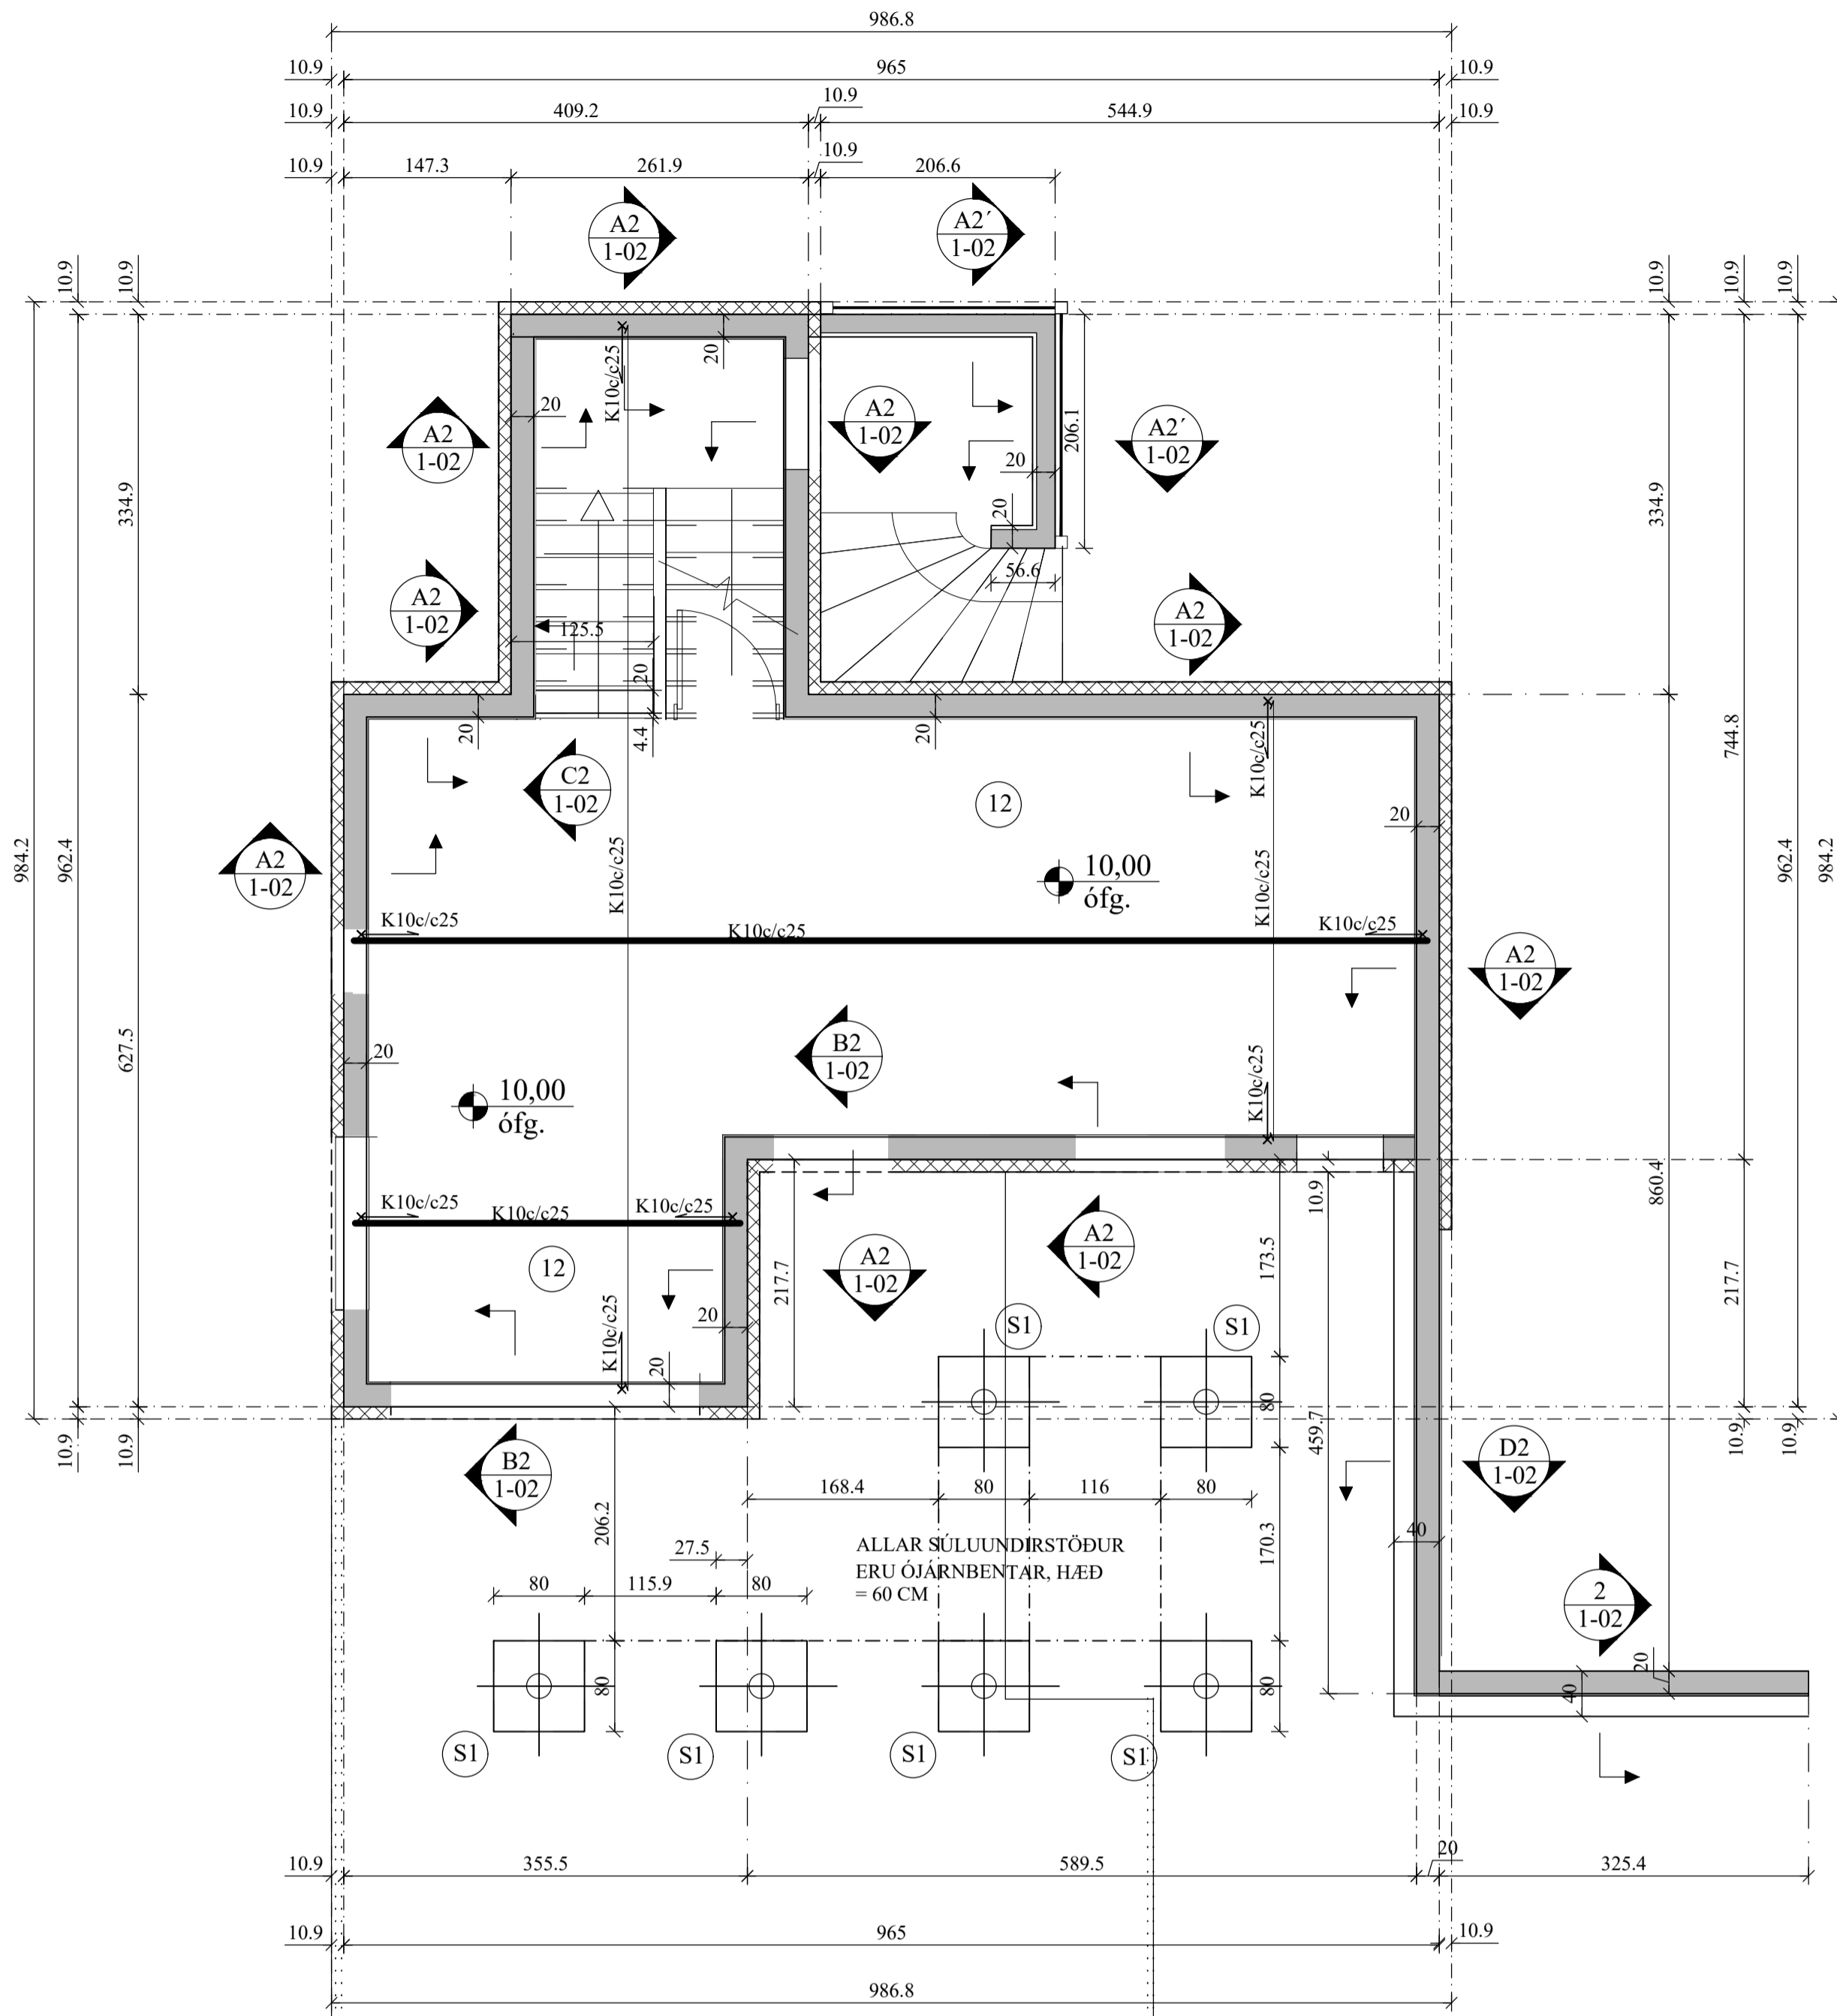 986.8
10.9
965
10.9
10.9
409.2
10.9
544.9
10.9
10.9
147.3
261.9
10.9
206.6
A2
1-02
A2´
1-02
10.9
10.9
10.9
10.9
10.9
984.2
962.4
334.9
K10c/c25
20
20
A2
1-02
A2
1-02
20
206.1
A2´
1-02
334.9
20
56.6
A2
1-02
125.5
20
A2
1-02
20
4.4
20
K10c/c25
744.8
C2
1-02
12
20
A2
1-02
10,00
ófg.
K10c/c25
K10c/c25
962.4
984.2
K10c/c25
K10c/c25
K10c/c25
A2
1-02
627.5
20
B2
1-02
K10c/c25
10,00
ófg.
K10c/c25
K10c/c25
K10c/c25
10.9
860.4
217.7
173.5
A2
1-02
A2
1-02
217.7
12
20
S1
S1
K10c/c25
20
80
459.7
10.9
10.9
10.9
10.9
B2
1-02
D2
1-02
168.4
80
116
80
206.2
27.5
ALLAR SÚLUUNDIRSTÖÐUR
ERU ÓJÁRNBENTAR, HÆÐ
= 60 CM
170.3
40
80
115.9
80
2
1-02
80
80
20
40
S1
S1
S1
S1
10.9
355.5
589.5
20
325.4
10.9
965
10.9
986.8